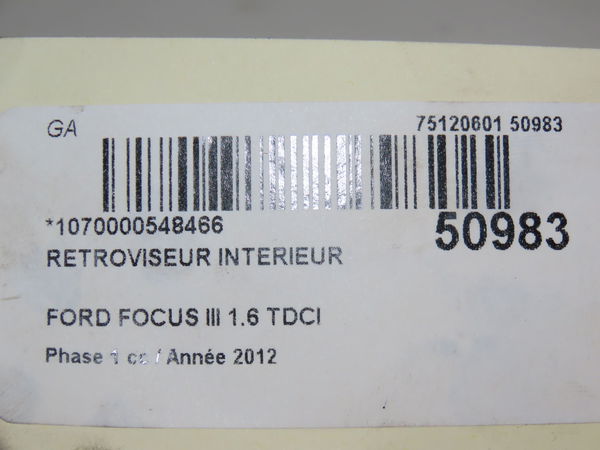 GA
75120601 50983
*1070000548466
50983
RETROVISEUR INTERIEUR
FORD FOCUS III 1.6 TDCI
Phase 1 / Année 2012